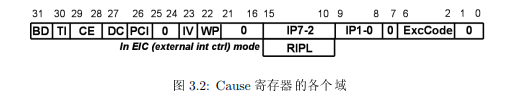 31 30 29 28 27 26 25 24 23 22 21 16 15 10 9 8 7 6 2 1 0
BD TI CE DC PCI 0 IV WP 0 IP7-2 IP1-0 0 ExcCode 0
In EIC (external int ctrl) mode RIPL
图 3.2: Cause 寄存器的各个域